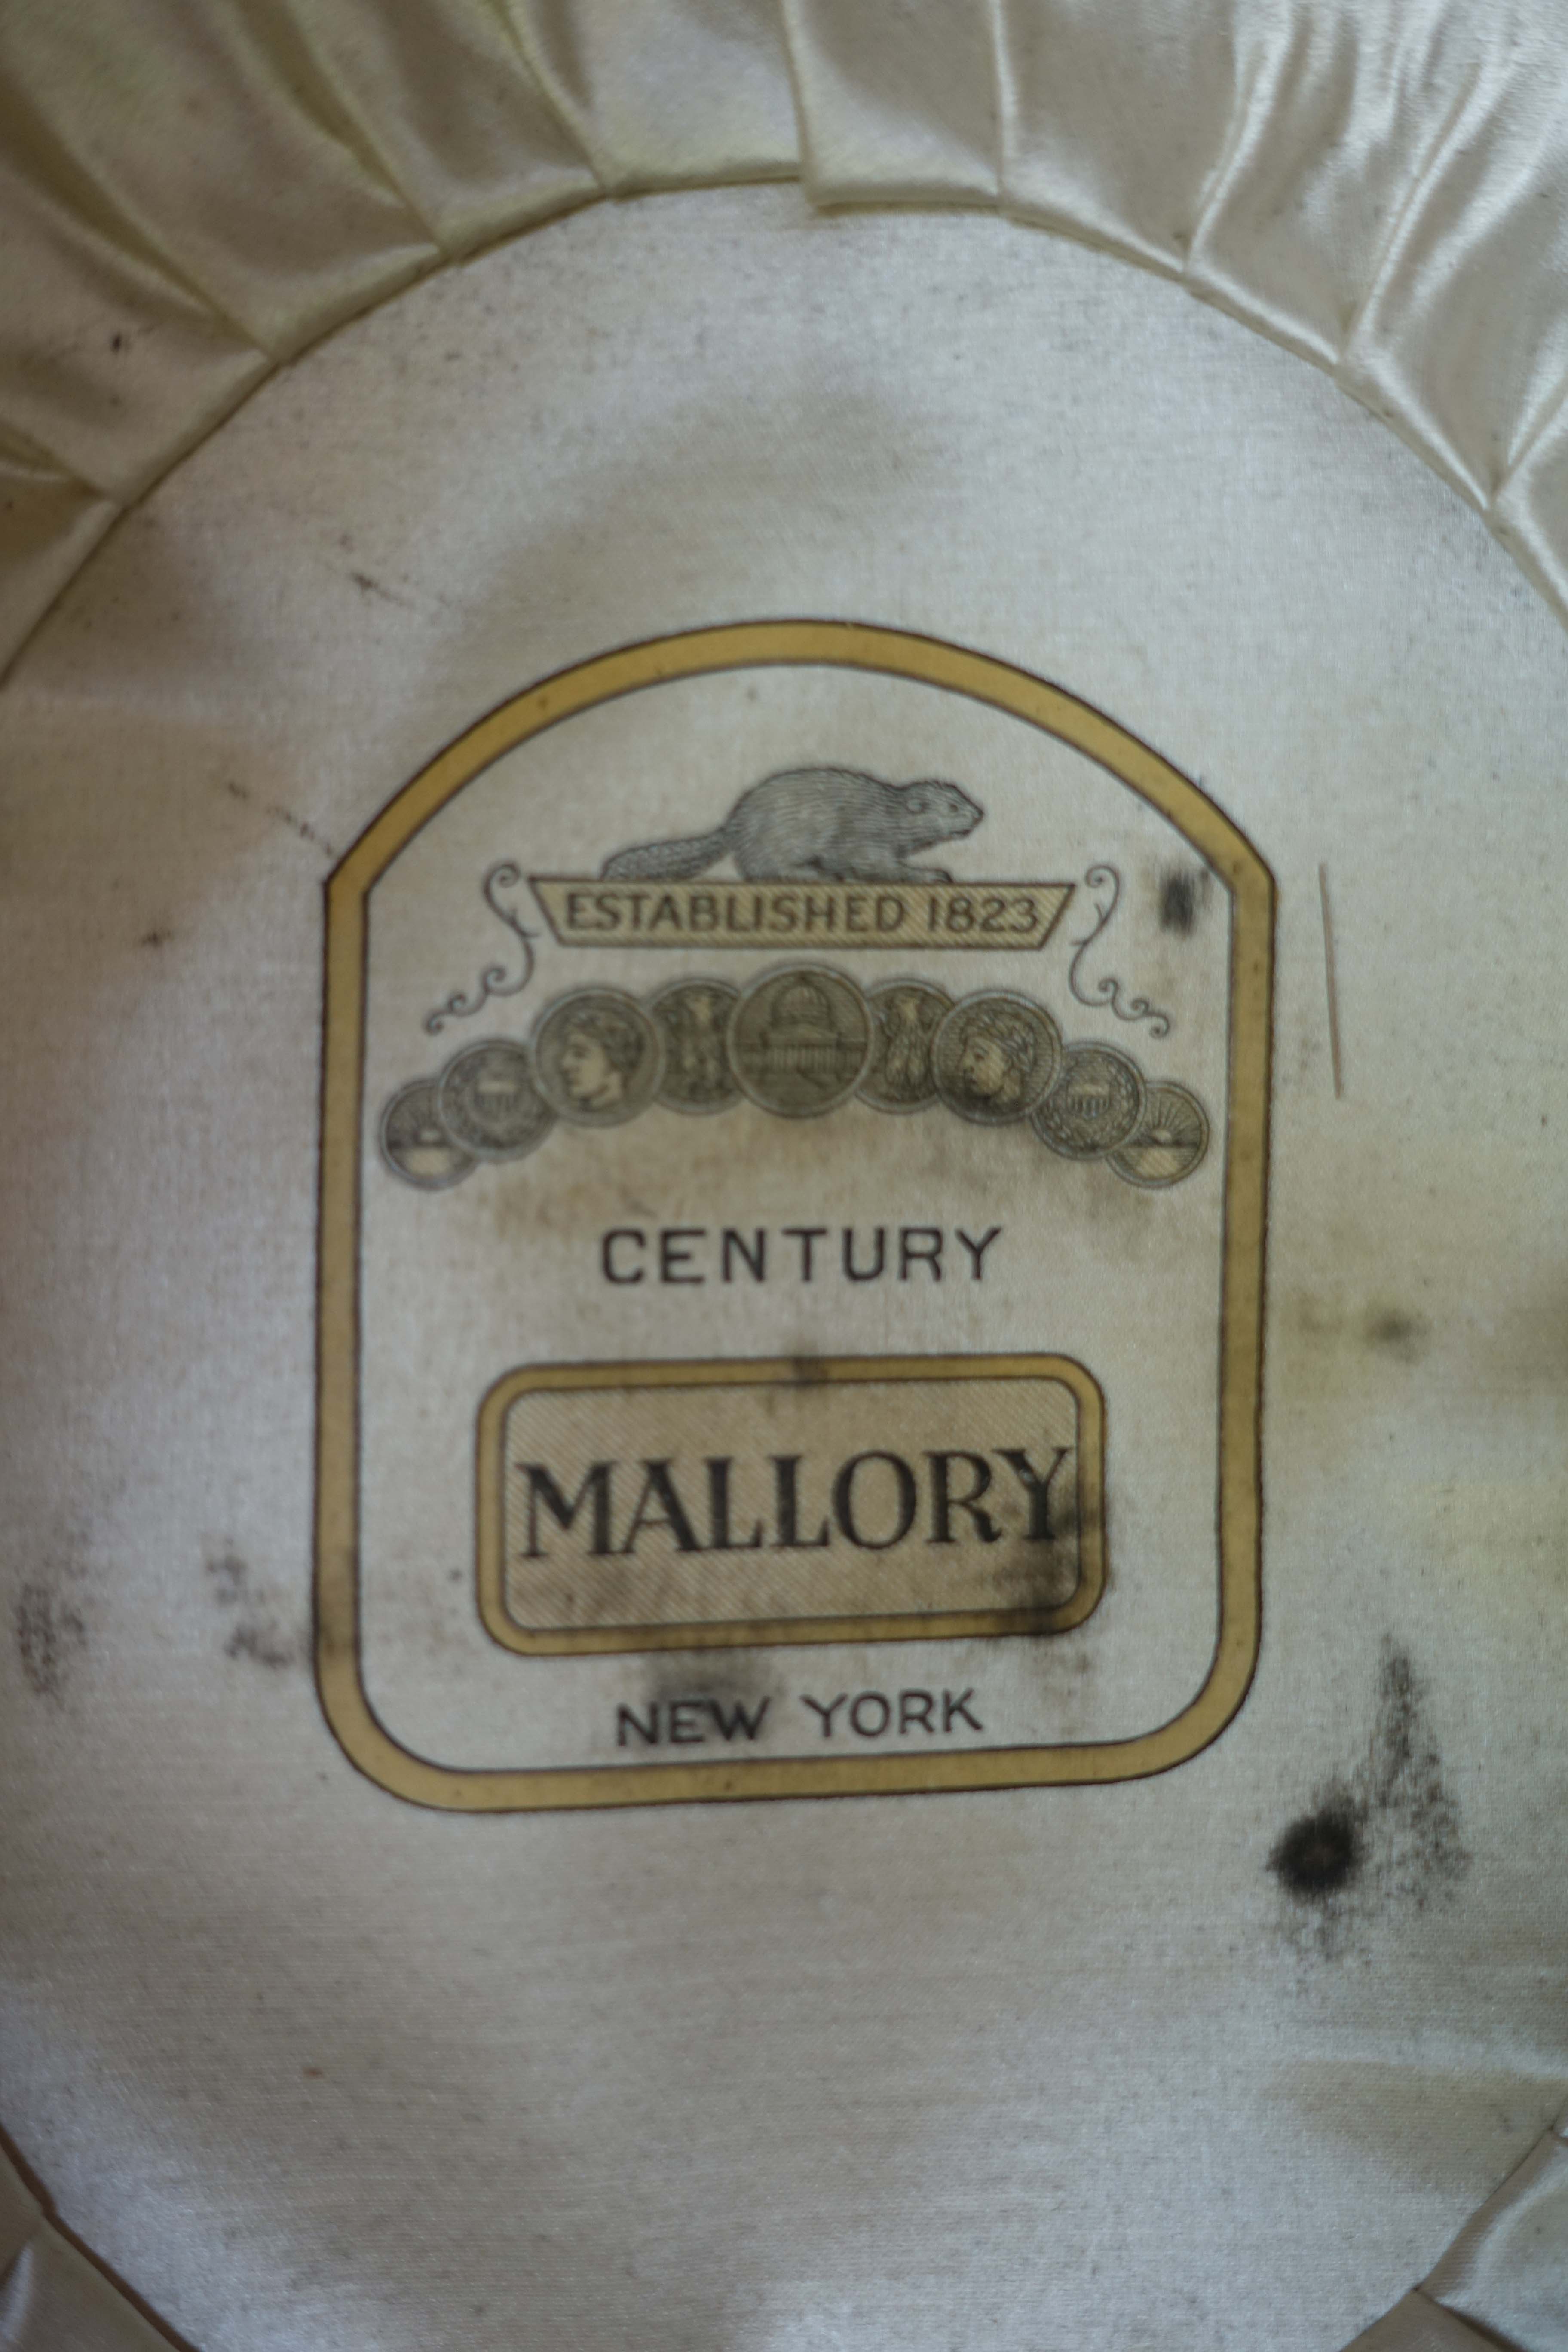 ESTABLISHED 1823
CENTURY
MALLORY
NEW YORK